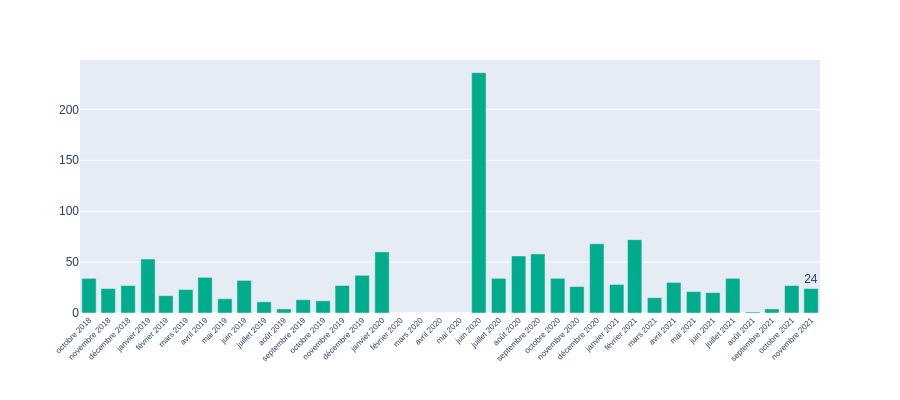 200
150
100
50
0
24
octobre 2018
novembre 2018
décembre 2018
janvier 2019
février 2019
mars 2019
avril 2019
mai 2019
juin 2019
juillet 2019
août 2019
septembre 2019
octobre 2019
novembre 2019
décembre 2019
janvier 2020
février 2020
mars 2020
avril 2020
mai 2020
juin 2020
juillet 2020
août 2020
septembre 2020
octobre 2020
novembre 2020
décembre 2020
janvier 2021
février 2021
mars 2021
avril 2021
mai 2021
juin 2021
juillet 2021
août 2021
septembre 2021
octobre 2021
novembre 2021